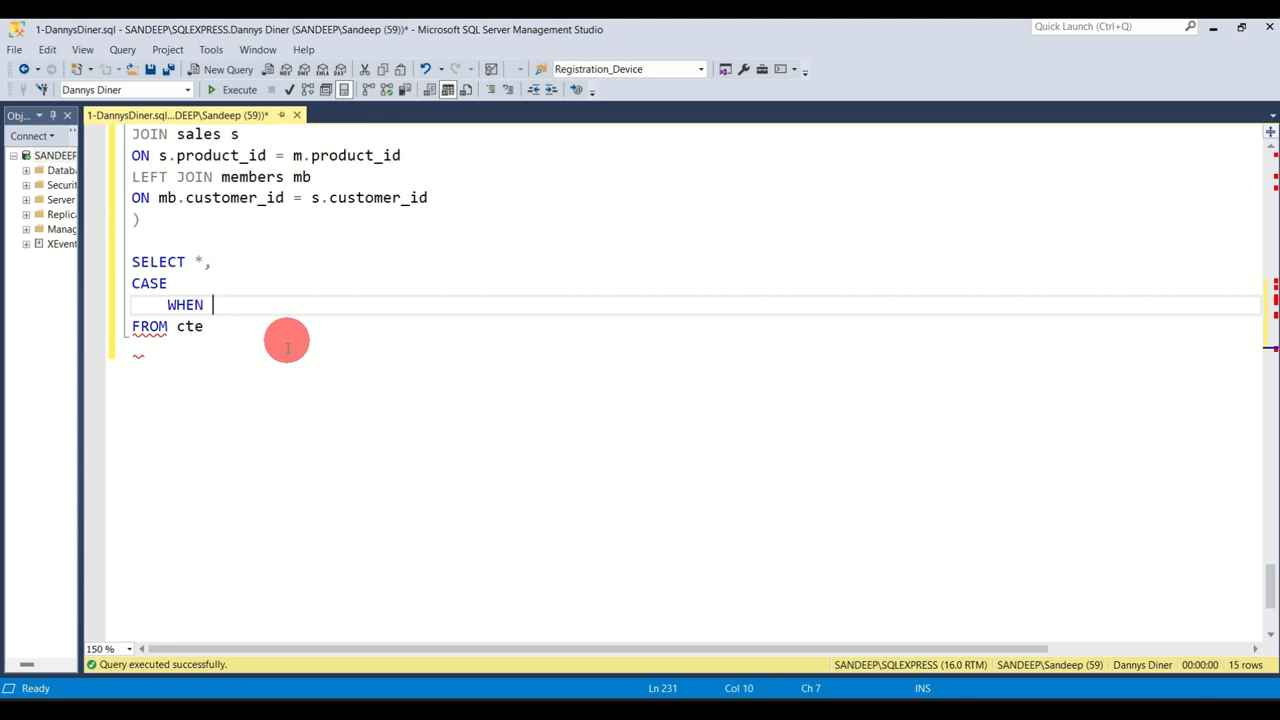 1-DannysDiner.sql - SANDEEP\SQLEXPRESS.Dannys Diner (SANDEEP\Sandeep (59))* - Microsoft SQL Server Management Studio
Quick Launch (Ctrl+Q)
File Edit View Query Project Tools Window Help
New Query MDX DMX XMLA DAX Registration_Device
Dannys Diner Execute
Obj... 1-DannysDiner.sql...DEEP\Sandeep (59))*
Connect
SANDEEP
Datab
Securit
Server
Replic
Manag
XEvent
JOIN sales s
ON s.product_id = m.product_id
LEFT JOIN members mb
ON mb.customer_id = s.customer_id
)
SELECT *,
CASE
WHEN
FROM cte
150 %
Query executed successfully. SANDEEP\SQLEXPRESS (16.0 RTM) SANDEEP\Sandeep (59) Dannys Diner 00:00:00 15 rows
Ready Ln 231 Col 10 Ch 7 INS